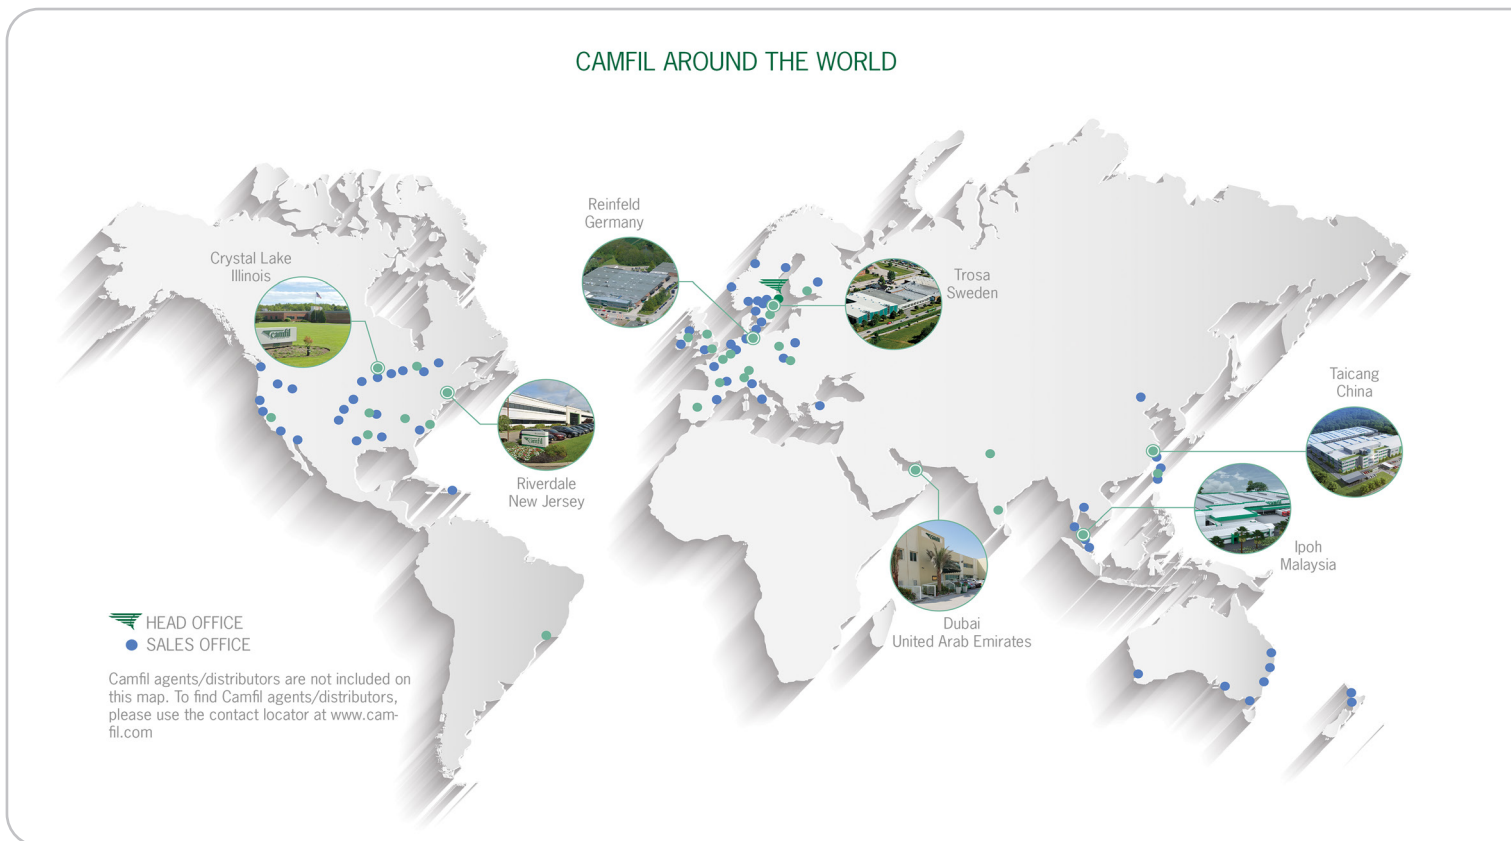 CAMFIL AROUND THE WORLD
Reinfeld
Germany
Crystal Lake
Illinois
Trosa
Sweden
Taicang
China
camfil
camfil
Riverdale
New Jersey
Ipoh
Malaysia
Dubai
United Arab Emirates
HEAD OFFICE
SALES OFFICE
Camfil agents/distributors are not included on
this map. To find Camfil agents/distributors,
please use the contact locator at www.cam-
fil.com